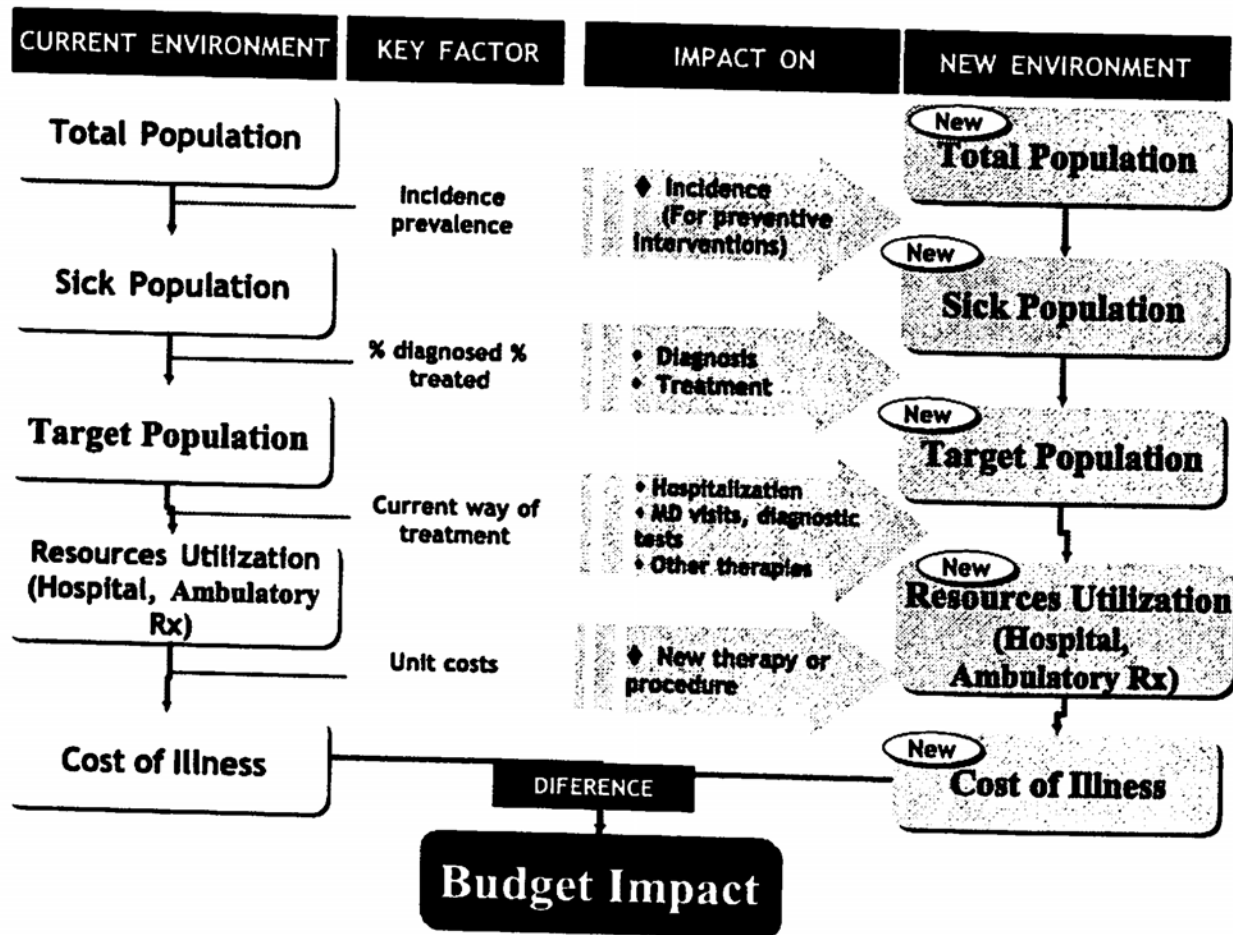 CURRENT ENVIRONMENT
KEY FACTOR
IMPACT ON
NEW ENVIRONMENT
Total Population
Incidence
prevalence
Sick Population
% diagnosed %
treated
Target Population
Current way of
treatment
Resources Utilization
(Hospital, Ambulatory
Rx)
Unit costs
Cost of Illness
♦ Incidence
(For preventive
interventions)
• Diagnosis
• Treatment
• Hospitalization
• MD visits, diagnostic
tests
• Other therapies
♦ New therapy or
procedure
New
Total Population
New
Sick Population
New
Target Population
New
Resources Utilization
(Hospital,
Ambulatory Rx)
New
Cost of Illness
DIFERENCE
Budget Impact